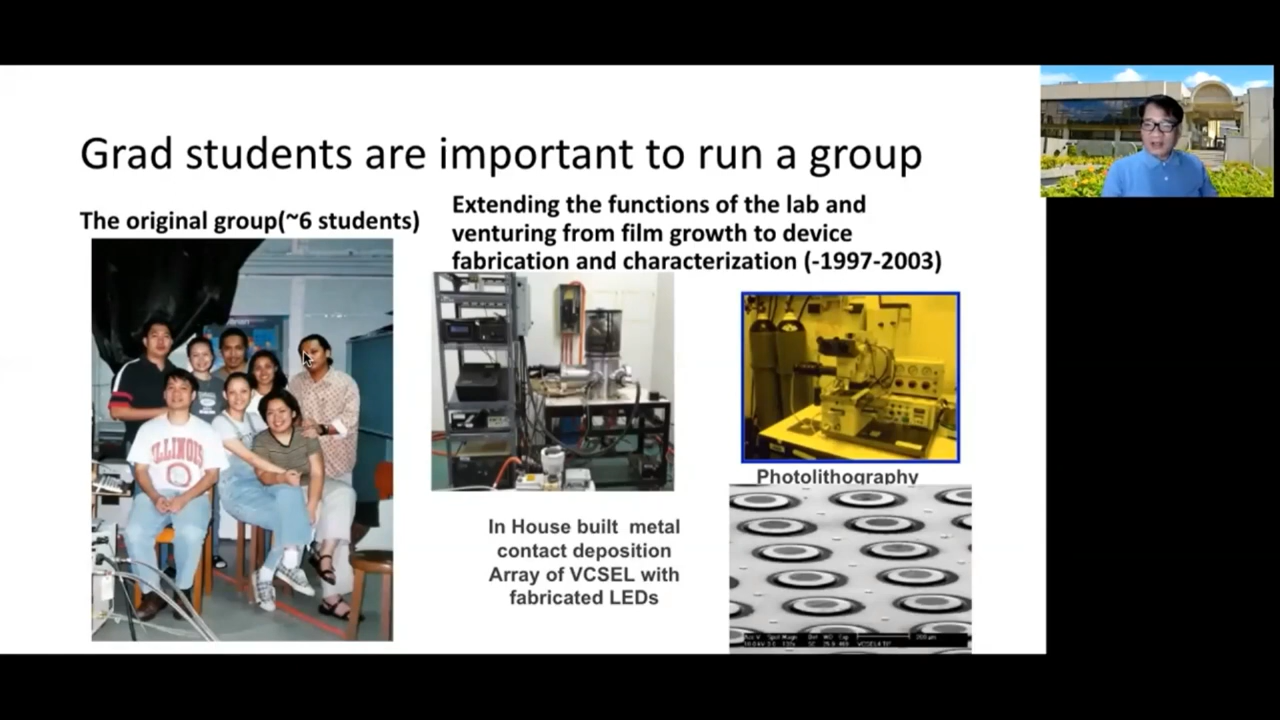 Grad students are important to run a group
The original group(~6 students)
Extending the functions of the lab and
venturing from film growth to device
fabrication and characterization (-1997-2003)
ILLINOIS
Photolithography
In House built metal
contact deposition
Array of VCSEL with
fabricated LEDs